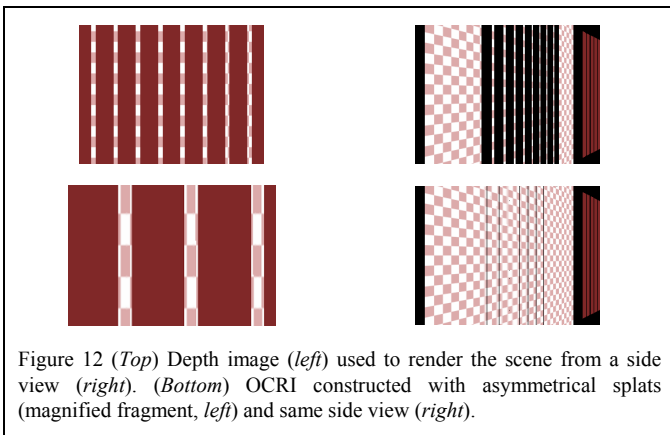 Figure 12 (Top) Depth image (left) used to render the scene from a side
view (right). (Bottom) OCRI constructed with asymmetrical splats
(magnified fragment, left) and same side view (right).